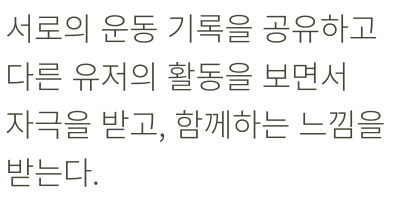 서로의 운동 기록을 공유하고
다른 유저의 활동을 보면서
자극을 받고, 함께하는 느낌을
받는다.